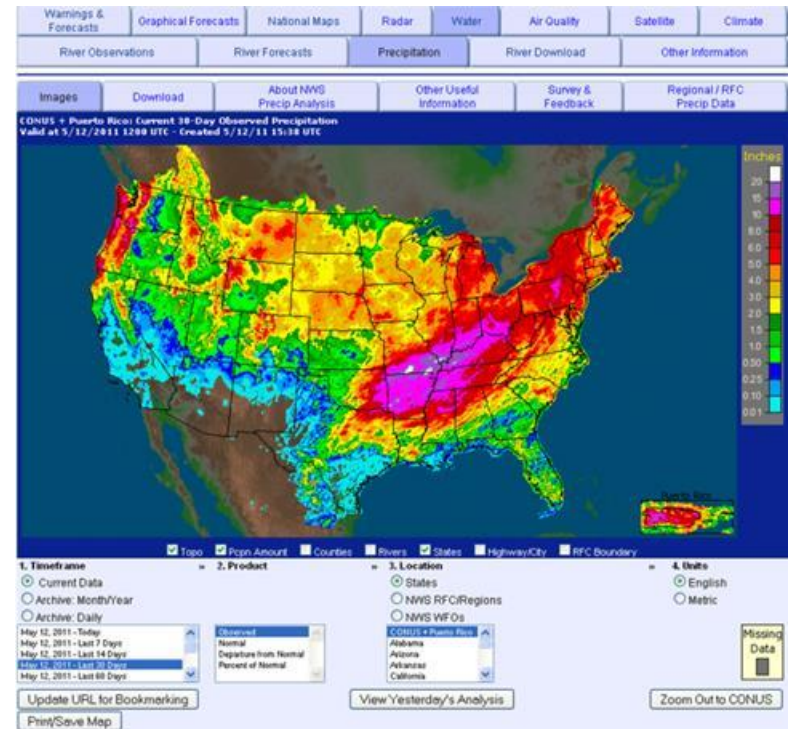 Warnings & Forecasts
Graphical Forecasts
National Maps
Radar
Water
Air Quality
Satellite
Climate
River Observations
River Forecasts
Precipitation
River Download
Other Information
Images
Download
About NWS Precip Analysis
Other Useful Information
Survey & Feedback
Regional / RFC Precip Data
CONUS + Puerto Rico: Current 30-Day Observed Precipitation
Valid at 5/12/2011 1200 UTC - Created 5/12/11 15:38 UTC
Inches
20
15
10
8.0
6.0
5.0
4.0
3.0
2.0
1.5
1.0
0.50
0.25
0.10
0.01
Puerto Rico
Topo
Pcpn Amount
Counties
Rivers
States
Highway/City
RFC Boundary
1. Timeframe
»
2. Product
»
3. Location
»
4. Units
Current Data
Archive: Month/Year
Archive: Daily
May 12, 2011 - Today
May 12, 2011 - Last 7 Days
May 12, 2011 - Last 14 Days
May 12, 2011 - Last 30 Days
May 12, 2011 - Last 60 Days
Observed
Normal
Departure from Normal
Percent of Normal
States
NWS RFC/Regions
NWS WFOs
CONUS + Puerto Rico
Alabama
Arizona
Arkansas
California
English
Metric
Missing
Data
Update URL for Bookmarking
View Yesterday's Analysis
Zoom Out to CONUS
Print/Save Map